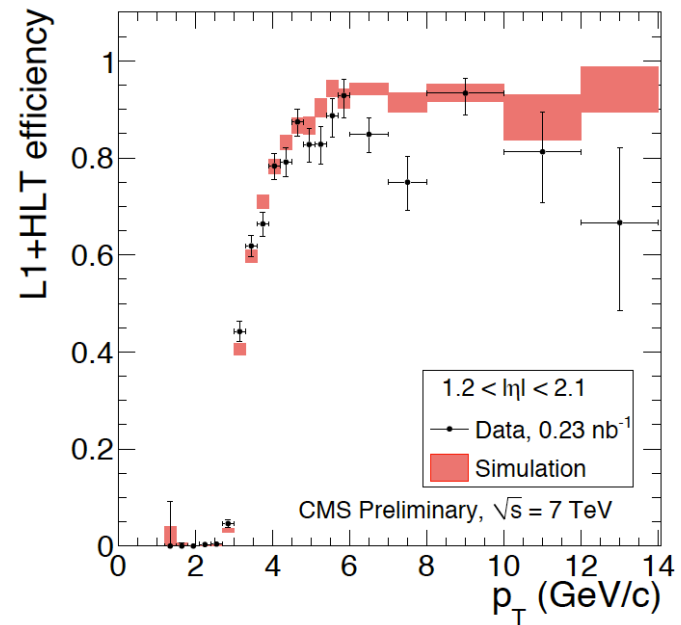 L1+HLT efficiency
1
0.8
0.6
0.4
0.2
0
1.2 < |η| < 2.1
Data, 0.23 nb⁻¹
Simulation
CMS Preliminary, √s = 7 TeV
0 2 4 6 8 10 12 14
p_T (GeV/c)